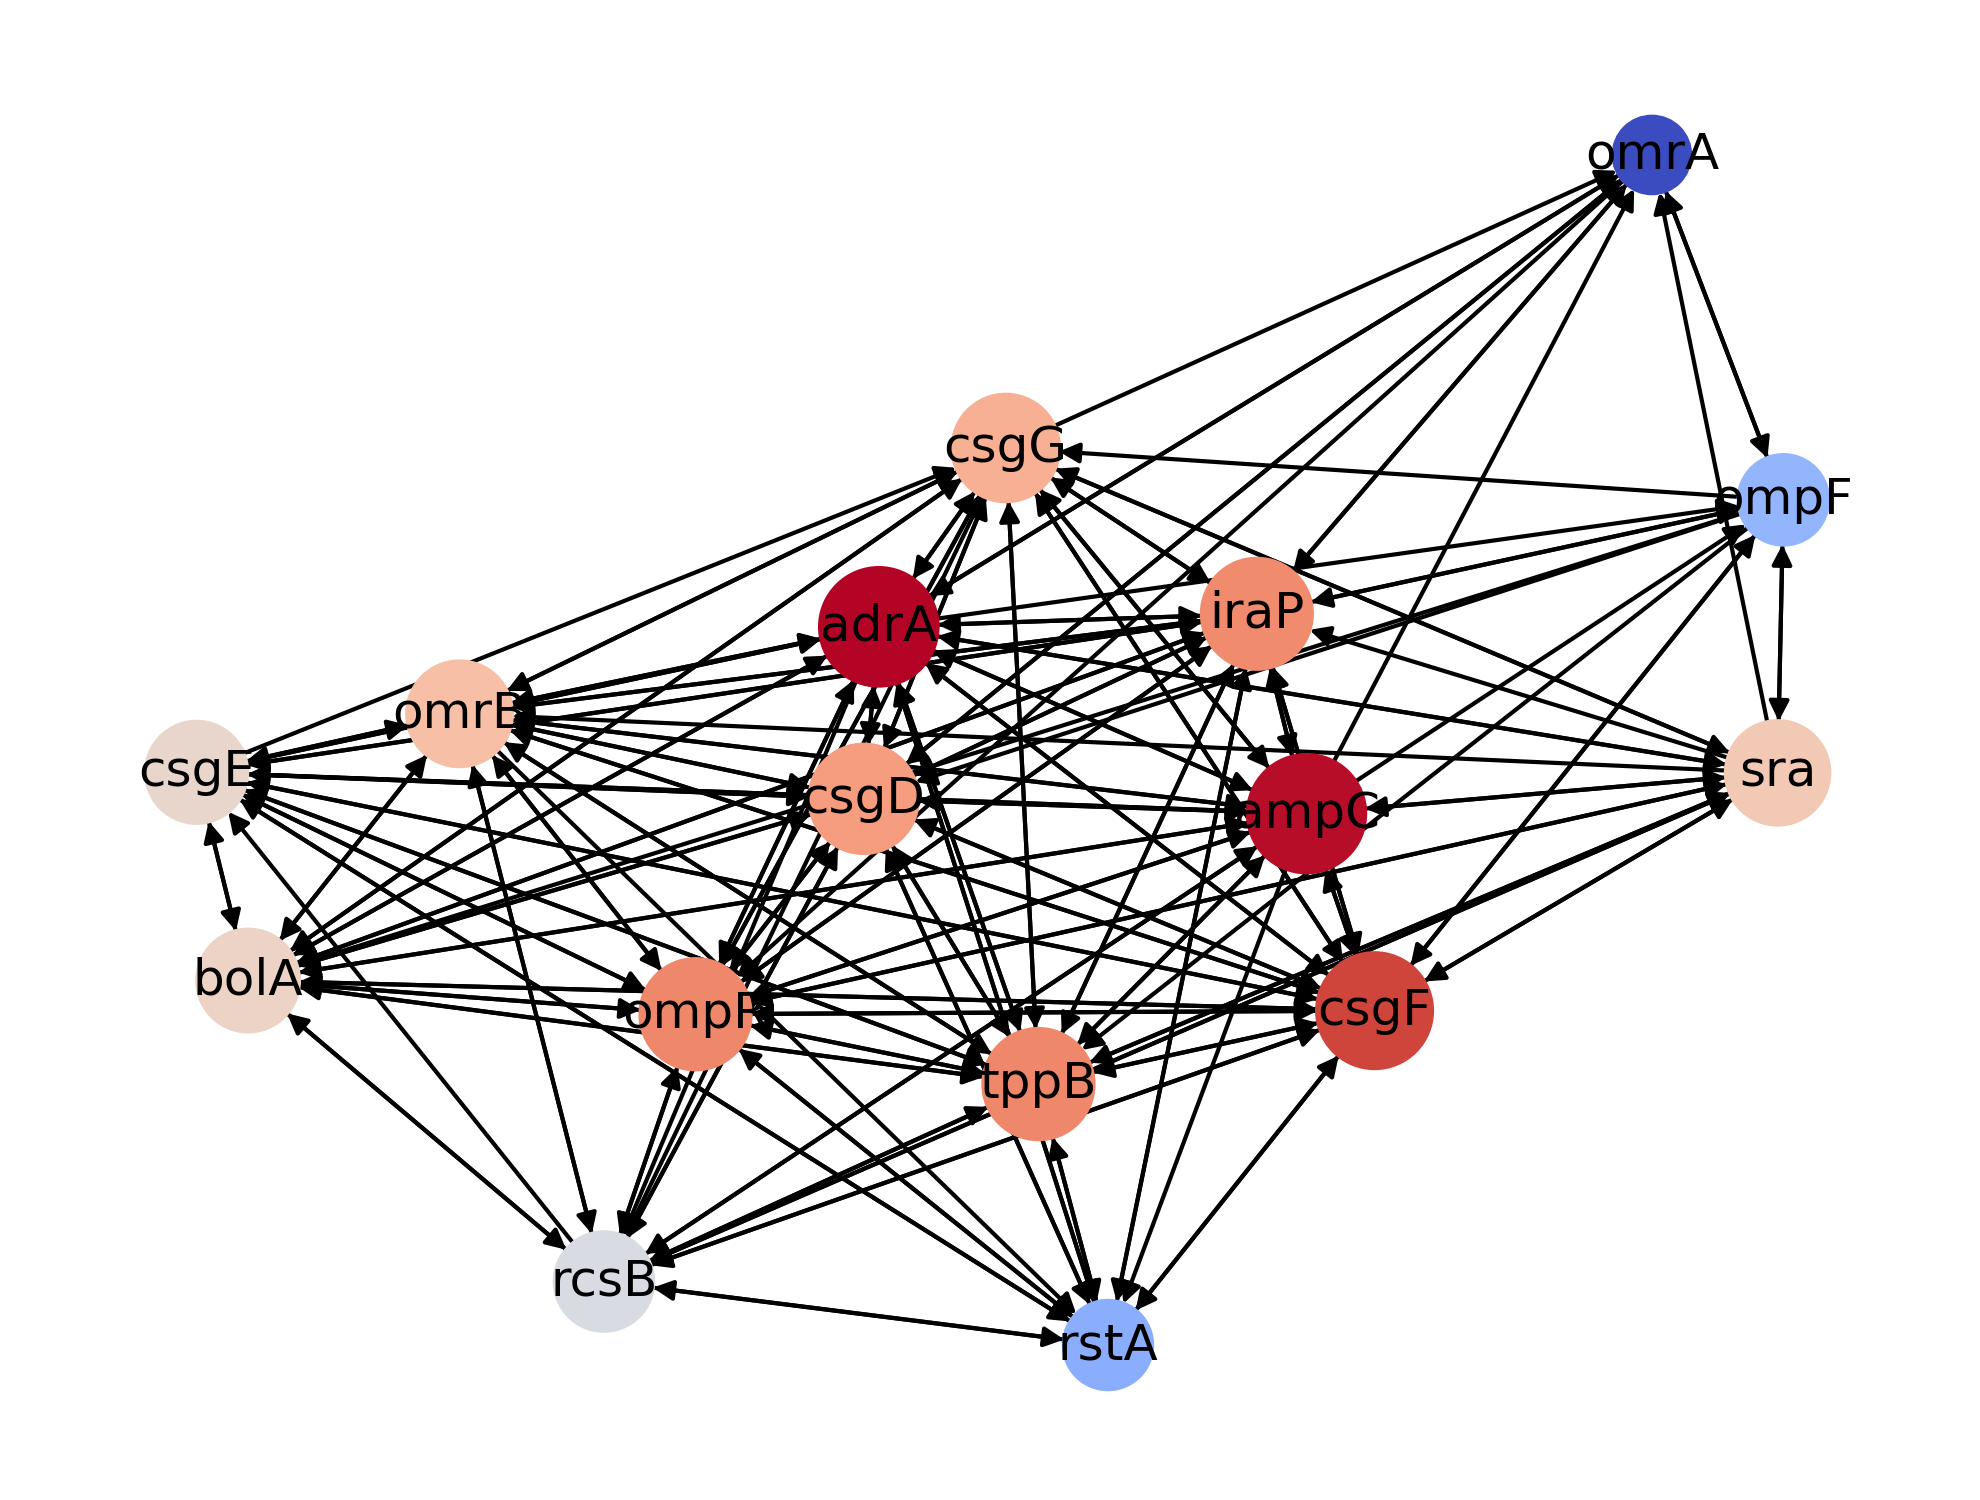 omrA
csgG
ompF
adrA
iraP
omrB
csgE
csgD
ampC
sra
bolA
ompR
csgF
tppB
rcsB
rstA